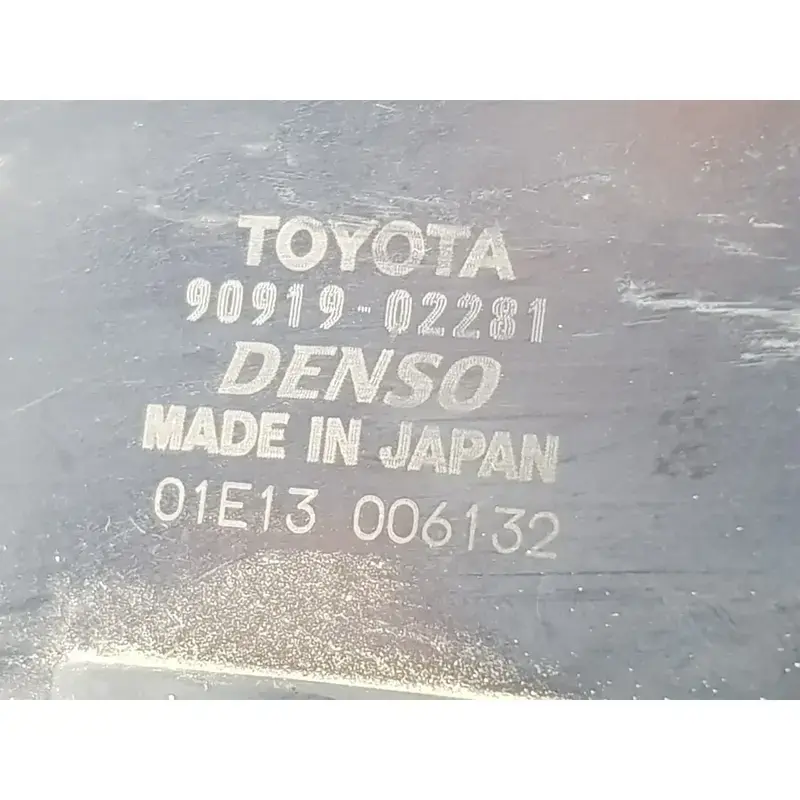 TOYOTA
90919-02281
DENSO
MADE IN JAPAN
01E13 006132